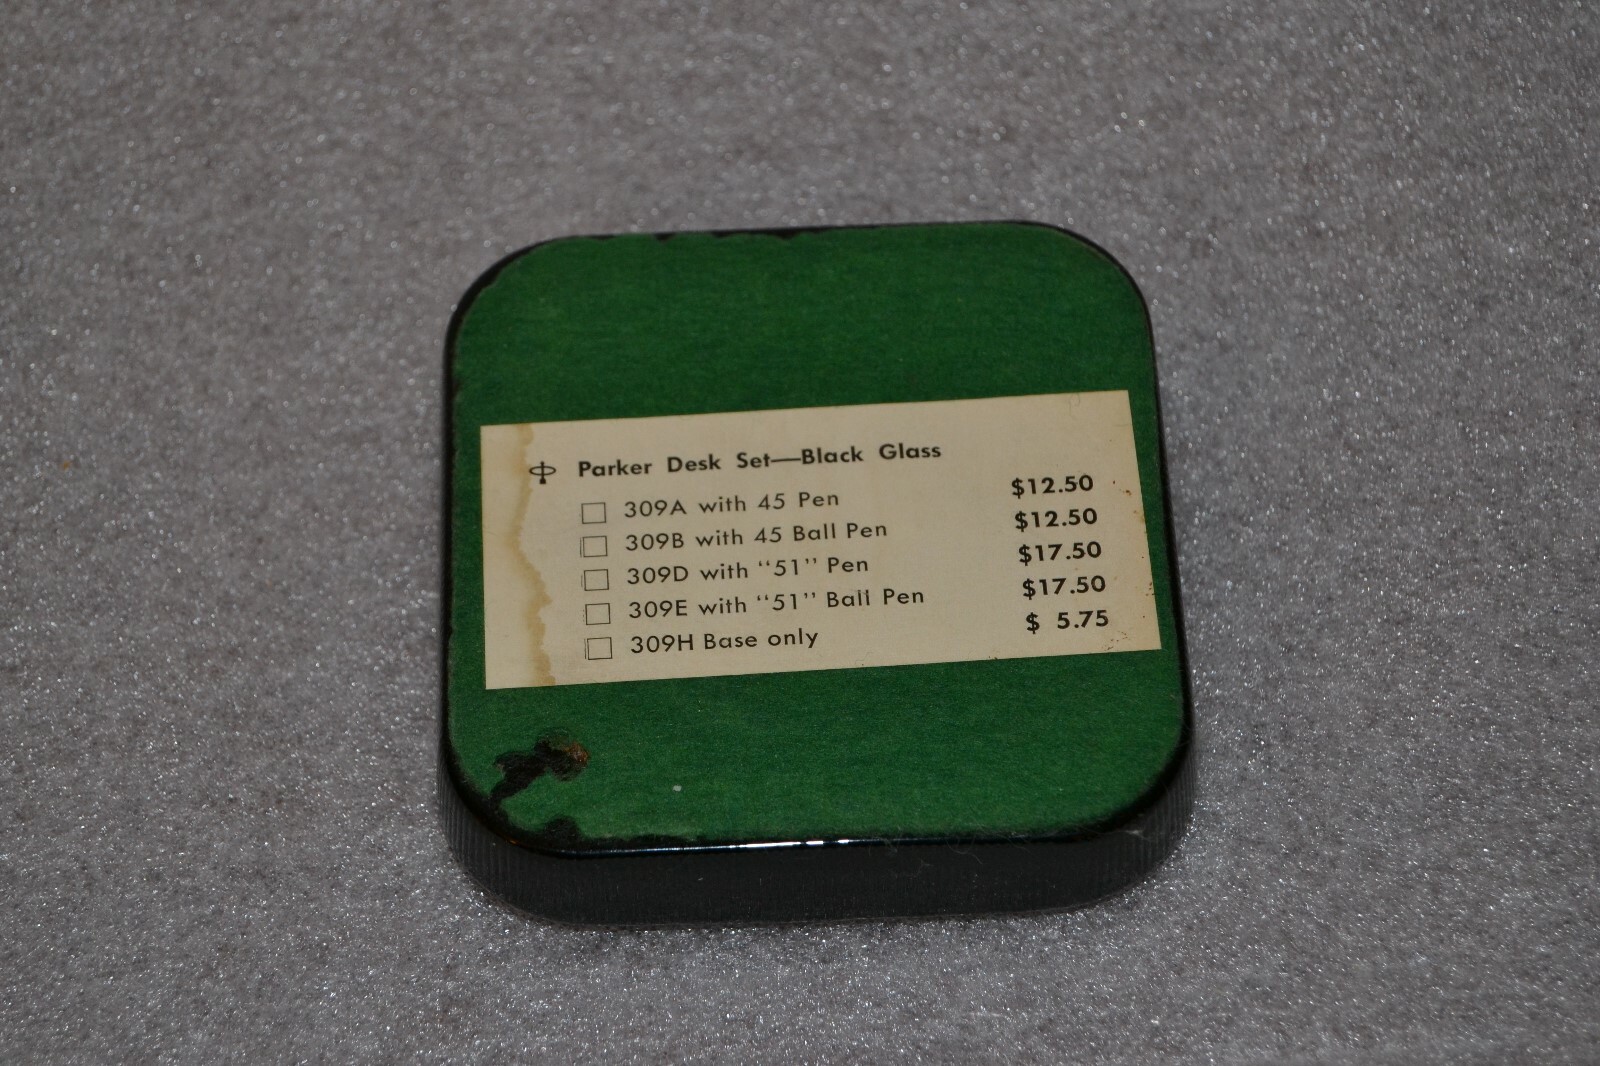 Parker Desk Set—Black Glass
309A with 45 Pen $12.50
309B with 45 Ball Pen $12.50
309D with “51” Pen $17.50
309E with “51” Ball Pen $17.50
309H Base only $ 5.75